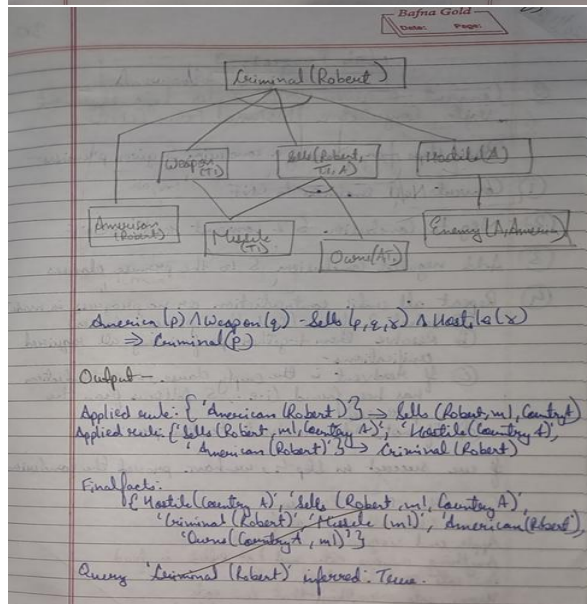 Bafna Gold
Date: Page:
Criminal (Robert)
Weapon (T1)
Sells (Robert, T1, A)
Hostile (A)
American (Robert)
Missile (T1)
Owns (A T1)
Enemy (A, America)
America (p) ∧ Weapon (q) - Sells (p, q, r) ∧ Hostile (r)
⇒ Criminal (p)
Output -
Applied rule: {'American (Robert)'} → Sells (Robert, m1, Country A)
Applied rule: {'Sells (Robert, m1, Country A)', 'Hostile (Country A)',
'American (Robert)'} → Criminal (Robert)
Final facts:
{Hostile (Country A)', 'Sells (Robert, m1, Country A)',
'Criminal (Robert)' 'Missile (m1)', 'American (Robert),
'Owns (Country A, m1)'}
Query 'Criminal (Robert)' inferred: True.